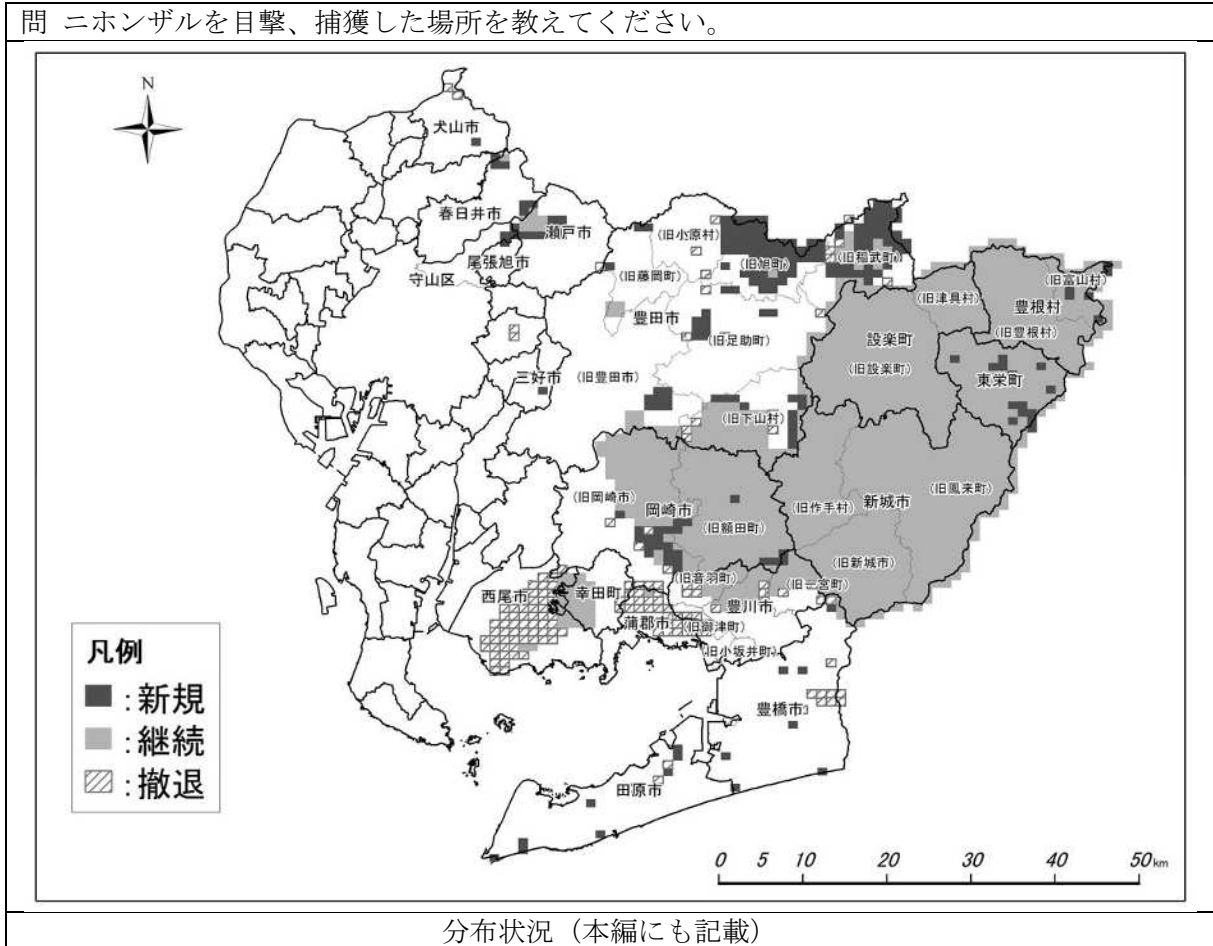 問 ニホンザルを目撃、捕獲した場所を教えてください。
N
犬山市
春日井市
瀬戸市
尾張旭市
守山区
(旧小原村)
(旧旭町)
(旧稲武町)
(旧藤岡町)
豊田市
(旧足助町)
(旧津具村)
(旧富山村)
豊根村
(旧豊根村)
設楽町
(旧設楽町)
東栄町
三好市
(旧豊田市)
(旧下山村)
(旧岡崎市)
岡崎市
(旧額田町)
(旧作手村)
新城市
(旧鳳来町)
(旧新城市)
西尾市
幸田町
蒲郡市
(旧音羽町)
(旧一宮町)
豊川市
(旧御津町)
(旧小坂井町)
豊橋市
田原市
凡例
:新規
:継続
:撤退
0 5 10 20 30 40 50 km
分布状況(本編にも記載)